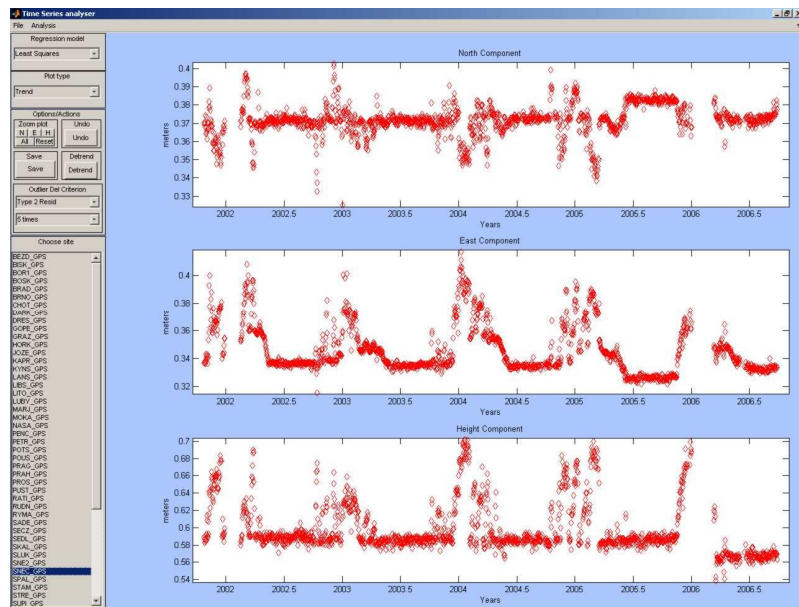 Time Series analyser
File Analysis
Regression model
Least Squares
Plot type
Trend
Options/Actions
Zoom plot
N E H
All Reset
Undo
Undo
Save
Save
Detrend
Detrend
Outlier Del Criterion
Type 2 Resid
6 times
Choose site
BEZD_GPS
BISK_GPS
BOR1_GPS
BOSK_GPS
BRAD_GPS
BRNO_GPS
CHOT_GPS
DARK_GPS
DRES_GPS
GOPE_GPS
GRAZ_GPS
HORK_GPS
JOZE_GPS
KAPR_GPS
KYNS_GPS
LANS_GPS
LIBS_GPS
LITO_GPS
LUBY_GPS
MARJ_GPS
MOKA_GPS
NASA_GPS
PENC_GPS
PETR_GPS
POTS_GPS
POUS_GPS
PRAG_GPS
PRAH_GPS
PROS_GPS
PUST_GPS
RATI_GPS
RUDN_GPS
RYMA_GPS
SADE_GPS
SECZ_GPS
SEDL_GPS
SKAL_GPS
SLUK_GPS
SNE2_GPS
SNEC_GPS
SPAL_GPS
STAM_GPS
STRE_GPS
SUPI_GPS
North Component
0.4
0.39
0.38
0.37
0.36
0.35
0.34
0.33
meters
2002 2002.5 2003 2003.5 2004 2004.5 2005 2005.5 2006 2006.5
Years
East Component
0.4
0.38
0.36
0.34
0.32
meters
2002 2002.5 2003 2003.5 2004 2004.5 2005 2005.5 2006 2006.5
Years
Height Component
0.7
0.68
0.66
0.64
0.62
0.6
0.58
0.56
0.54
meters
2002 2002.5 2003 2003.5 2004 2004.5 2005 2005.5 2006 2006.5
Years